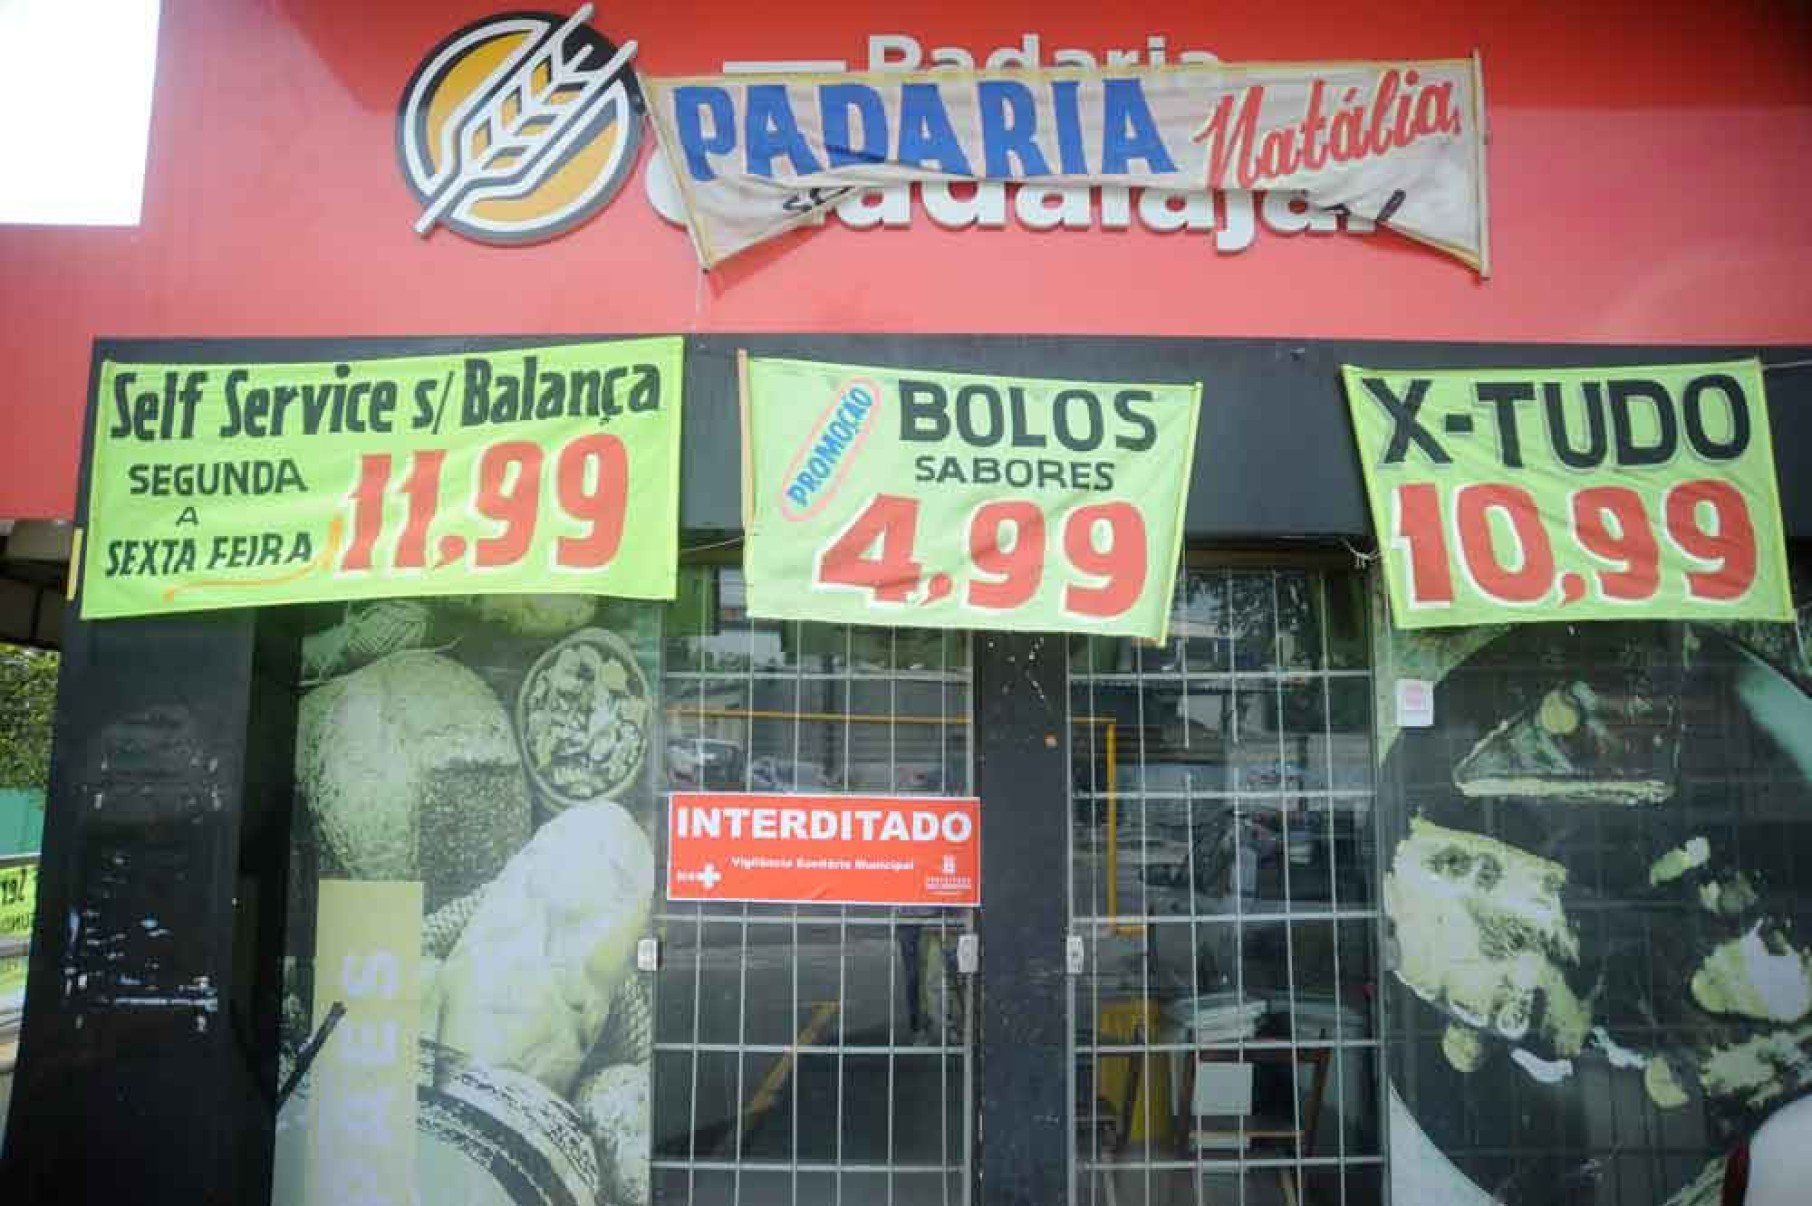 Padaria
PADARIA Natália
Self Service s/ Balança
SEGUNDA
A
SEXTA FEIRA
11,99
PROMOÇÃO
BOLOS
SABORES
4,99
X-TUDO
10,99
INTERDITADO
Vigilância Sanitária Municipal
PÃES